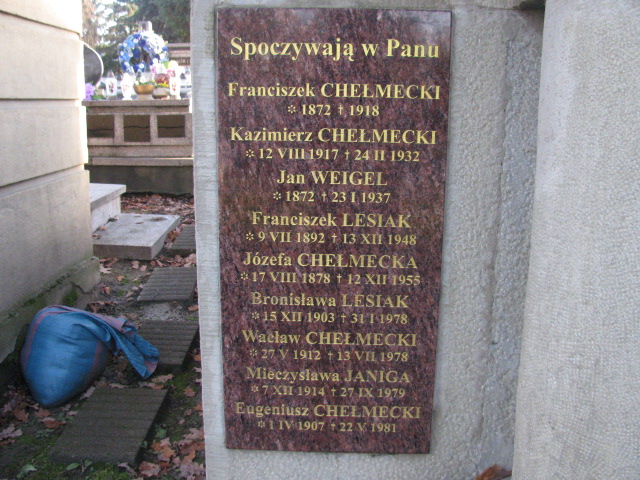 Spoczywają w Panu
Franciszek CHEŁMECKI
* 1872 † 1918
Kazimierz CHEŁMECKI
* 12 VIII 1917 † 24 II 1932
Jan WEIGEL
* 1872 † 23 I 1937
Franciszek LESIAK
* 9 VII 1892 † 13 XII 1948
Józefa CHEŁMECKA
* 17 VIII 1878 † 12 XII 1955
Bronisława LESIAK
* 15 XII 1903 † 31 I 1978
Wacław CHEŁMECKI
* 27 V 1912 † 13 VII 1978
Mieczysława JANIGA
* 7 XII 1914 † 27 IX 1979
Eugeniusz CHEŁMECKI
* 1 IV 1907 † 22 V 1981